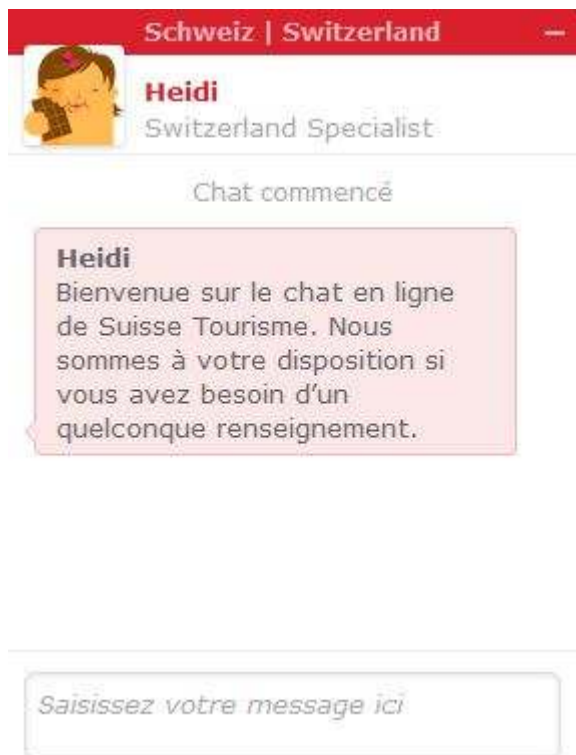 Schweiz | Switzerland
Heidi
Switzerland Specialist
Chat commencé
Heidi
Bienvenue sur le chat en ligne
de Suisse Tourisme. Nous
sommes à votre disposition si
vous avez besoin d'un
quelconque renseignement.
Saisissez votre message ici